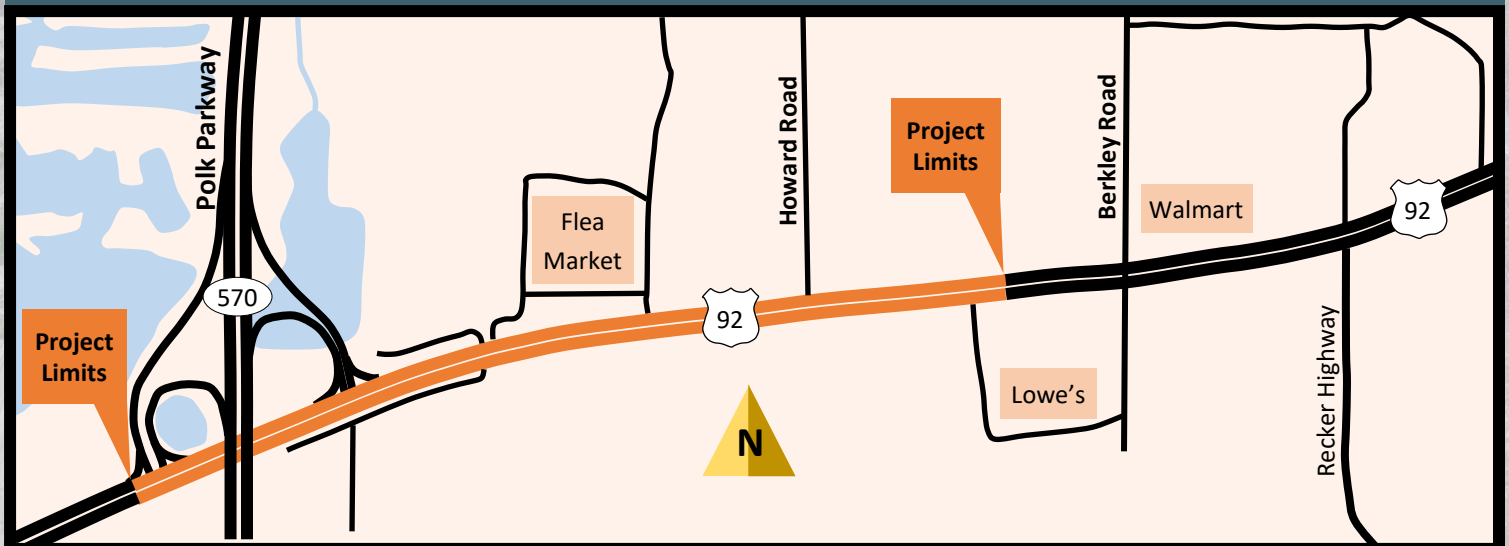 Polk Parkway
Howard Road
Berkley Road
Project
Limits
Flea
Market
Walmart
92
570
92
Project
Limits
Lowe's
Recker Highway
N